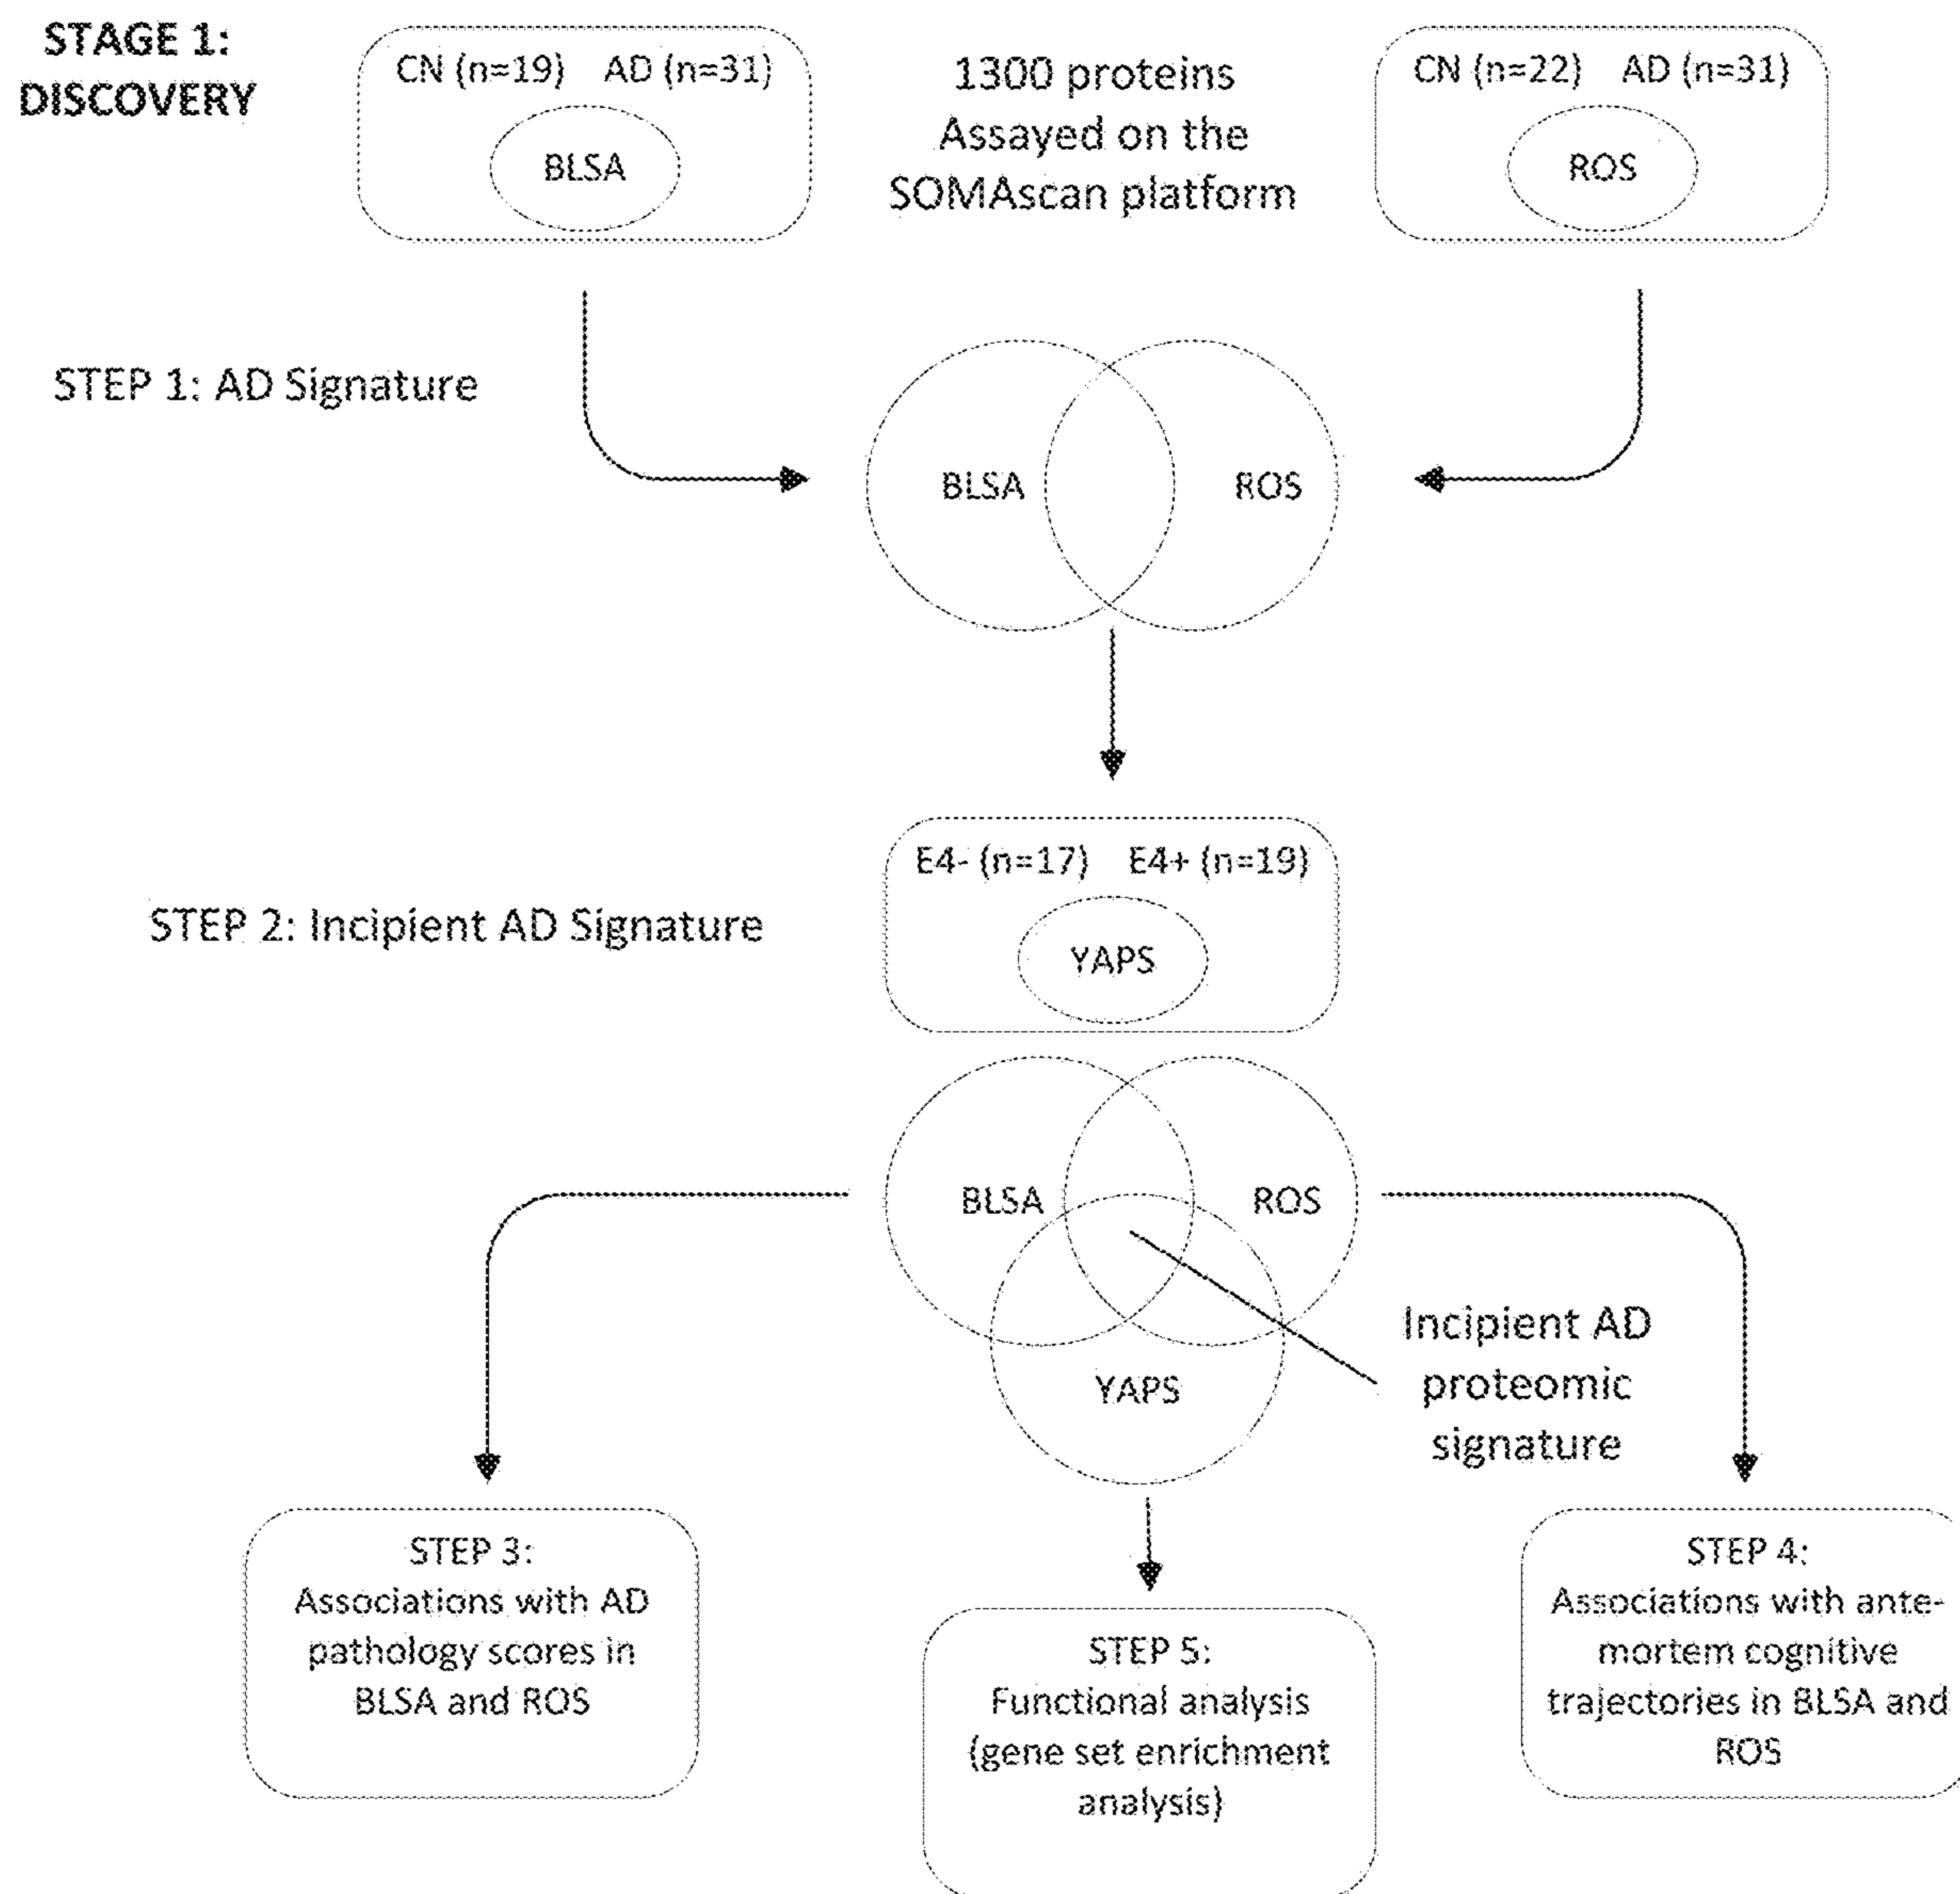 STAGE 1:
DISCOVERY
CN (n=19) AD (n=31)
BLSA
1300 proteins
Assayed on the
SOMAscan platform
CN (n=22) AD (n=31)
ROS
STEP 1: AD Signature
BLSA
ROS
E4- (n=17) E4+ (n=19)
YAPS
STEP 2: Incipient AD Signature
BLSA
ROS
YAPS
Incipient AD
proteomic
signature
STEP 3:
Associations with AD
pathology scores in
BLSA and ROS
STEP 5:
Functional analysis
(gene set enrichment
analysis)
STEP 4:
Associations with ante-
mortem cognitive
trajectories in BLSA and
ROS